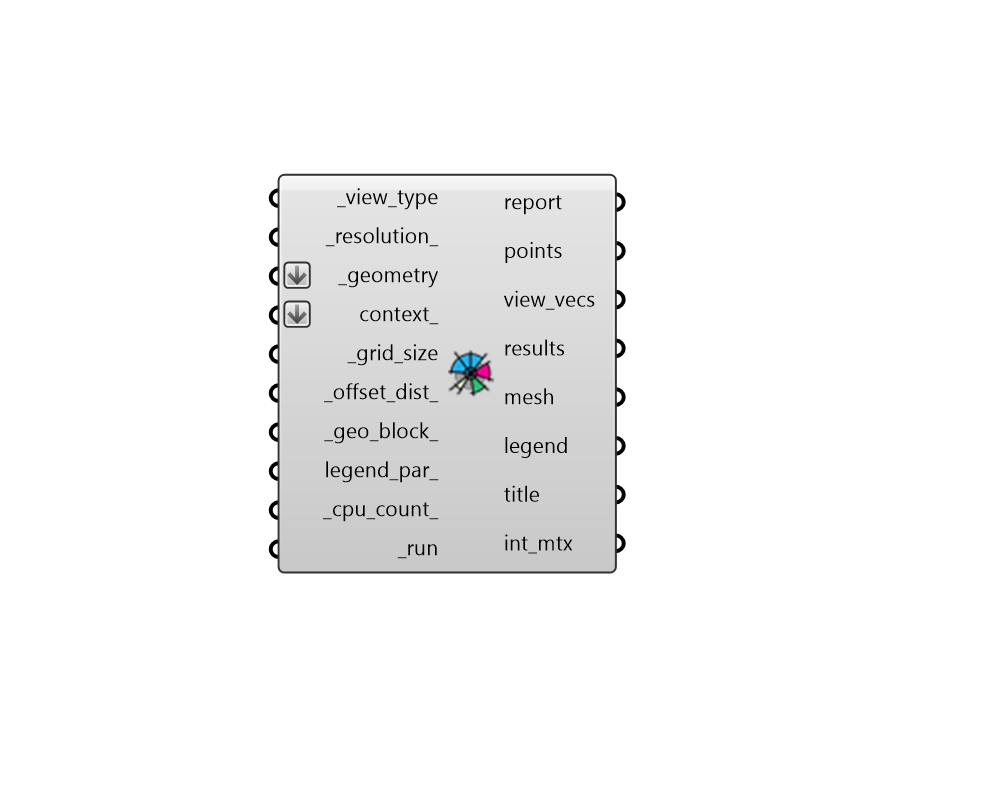 _view_type
_resolution_
_geometry
context_
_grid_size
_offset_dist_
_geo_block_
legend_par_
_cpu_count_
_run
report
points
view_vecs
results
mesh
legend
title
int_mtx